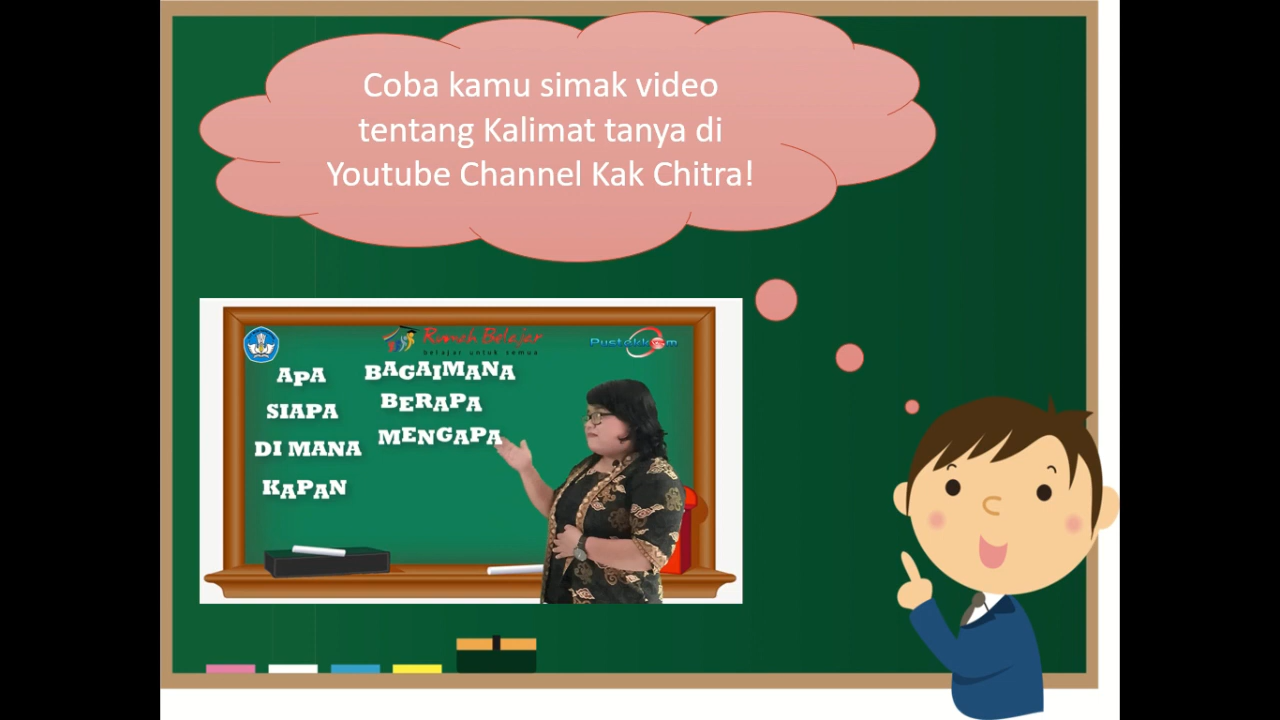 Coba kamu simak video
tentang Kalimat tanya di
Youtube Channel Kak Chitra!
Rumah Belajar
belajar untuk semua
Pustekkom
APA
SIAPA
DI MANA
KAPAN
BAGAIMANA
BERAPA
MENGAPA